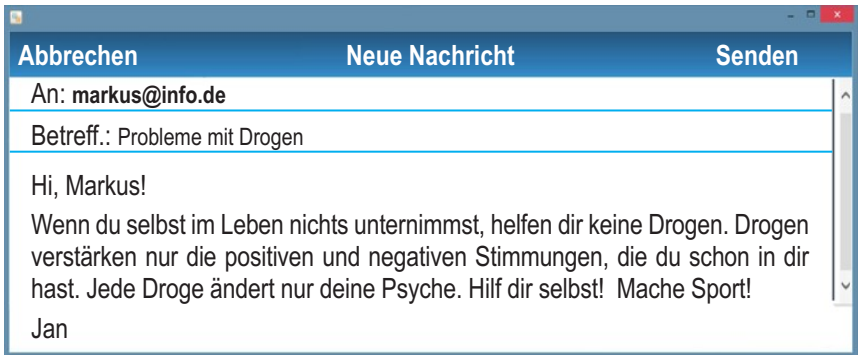 Abbrechen Neue Nachricht Senden
An: markus@info.de
Betreff.: Probleme mit Drogen
Hi, Markus!
Wenn du selbst im Leben nichts unternimmst, helfen dir keine Drogen. Drogen
verstärken nur die positiven und negativen Stimmungen, die du schon in dir
hast. Jede Droge ändert nur deine Psyche. Hilf dir selbst! Mache Sport!
Jan